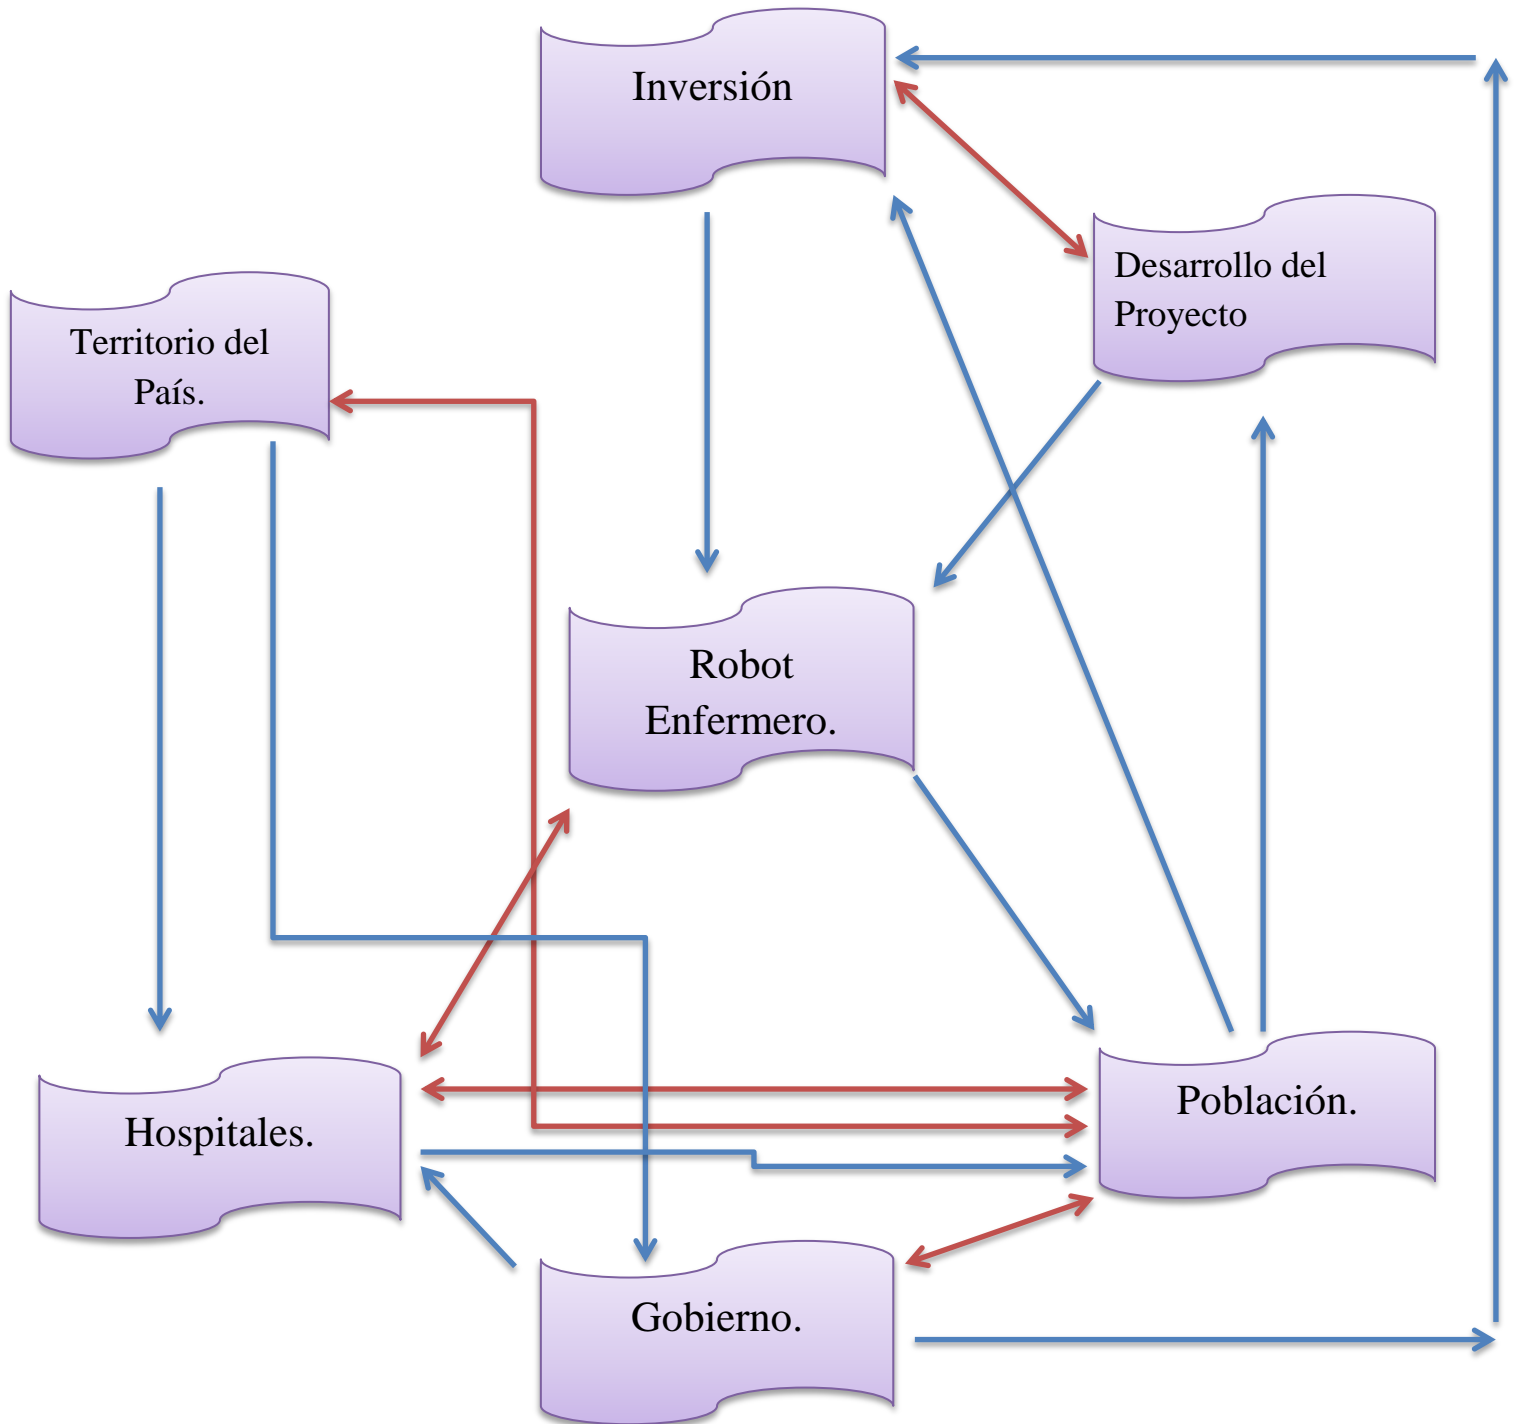 Inversión
Desarrollo del
Proyecto
Territorio del
País.
Robot
Enfermero.
Población.
Hospitales.
Gobierno.